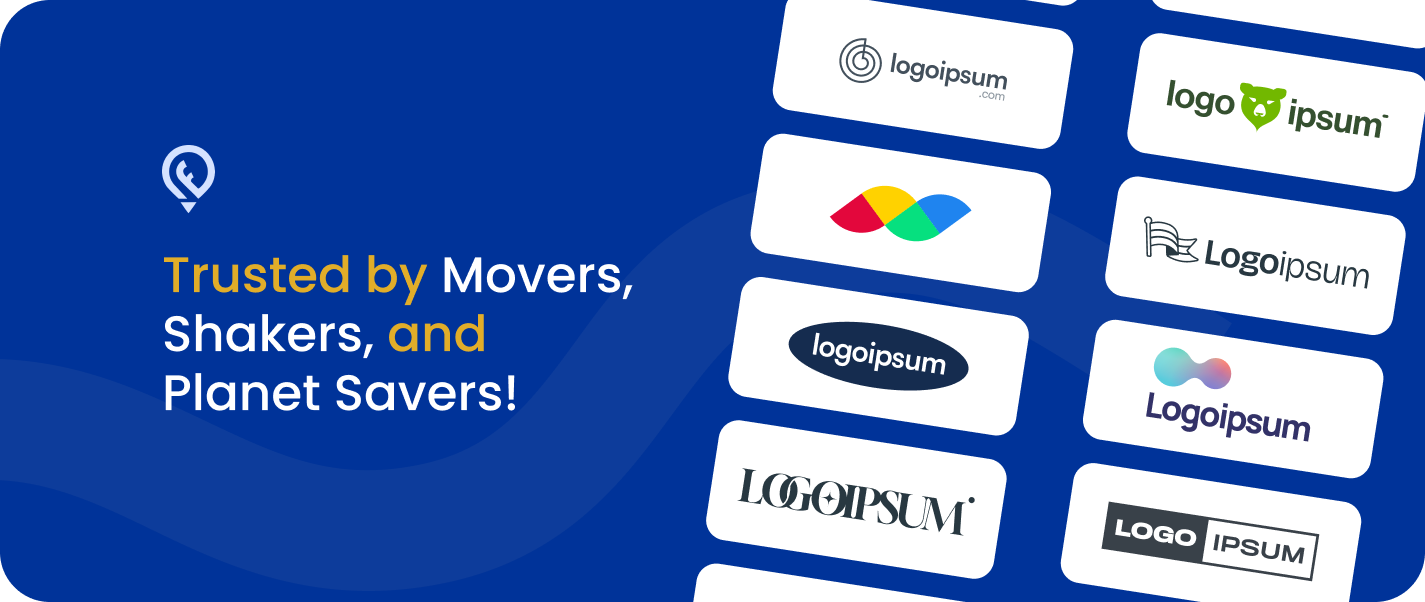 Trusted by Movers,
Shakers, and
Planet Savers!
logoipsum
.com
logoipsum
LOGOIPSUM
logo ipsum
Logoipsum
Logoipsum
LOGO IPSUM